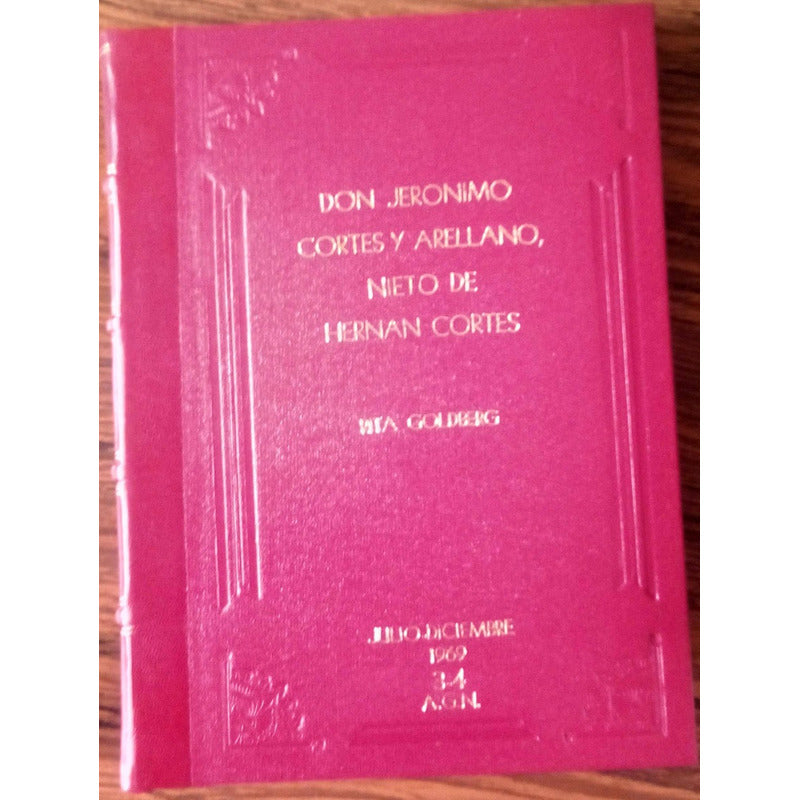 DON JERONIMO
CORTES Y ARELLANO,
NIETO DE
HERNAN CORTES
RITA GOLDBERG
JULIO-DICIEMBRE
1969
3-4
A.G.N.